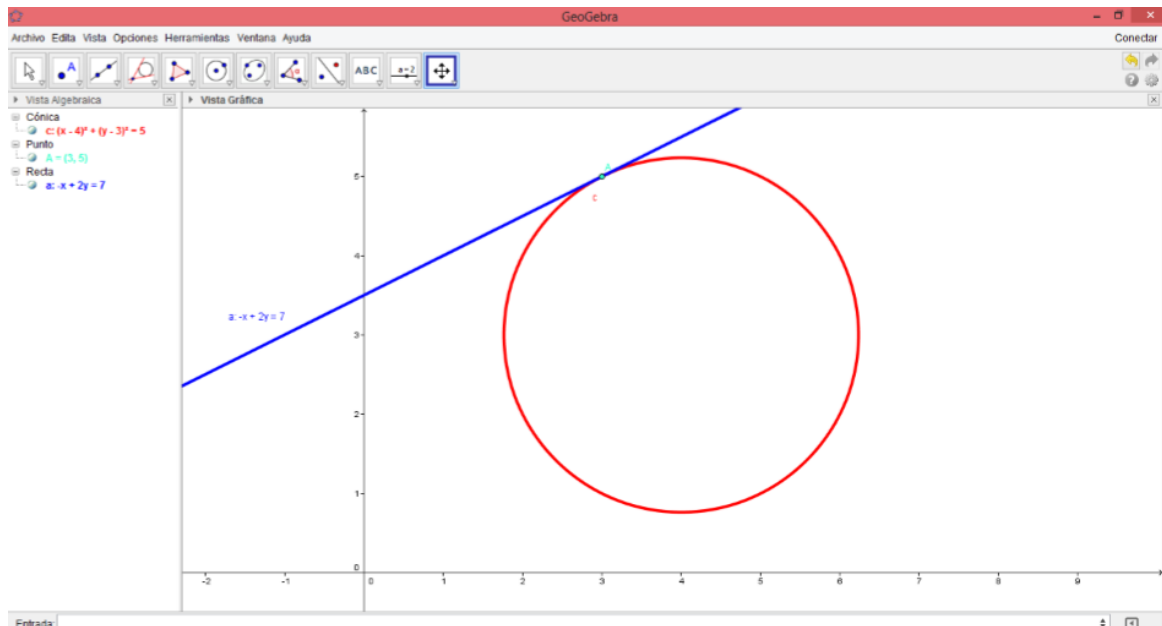 GeoGebra
Archivo Edita Vista Opciones Herramientas Ventana Ayuda
Conectar
A
ABC
a=2
Vista Algebraica
Vista Gráfica
Cónica
c: (x - 4)² + (y - 3)² = 5
Punto
A = (3, 5)
Recta
a: -x + 2y = 7
A
c
a: -x + 2y = 7
5
4
3
2
1
0
-2 -1 0 1 2 3 4 5 6 7 8 9
Entrada: